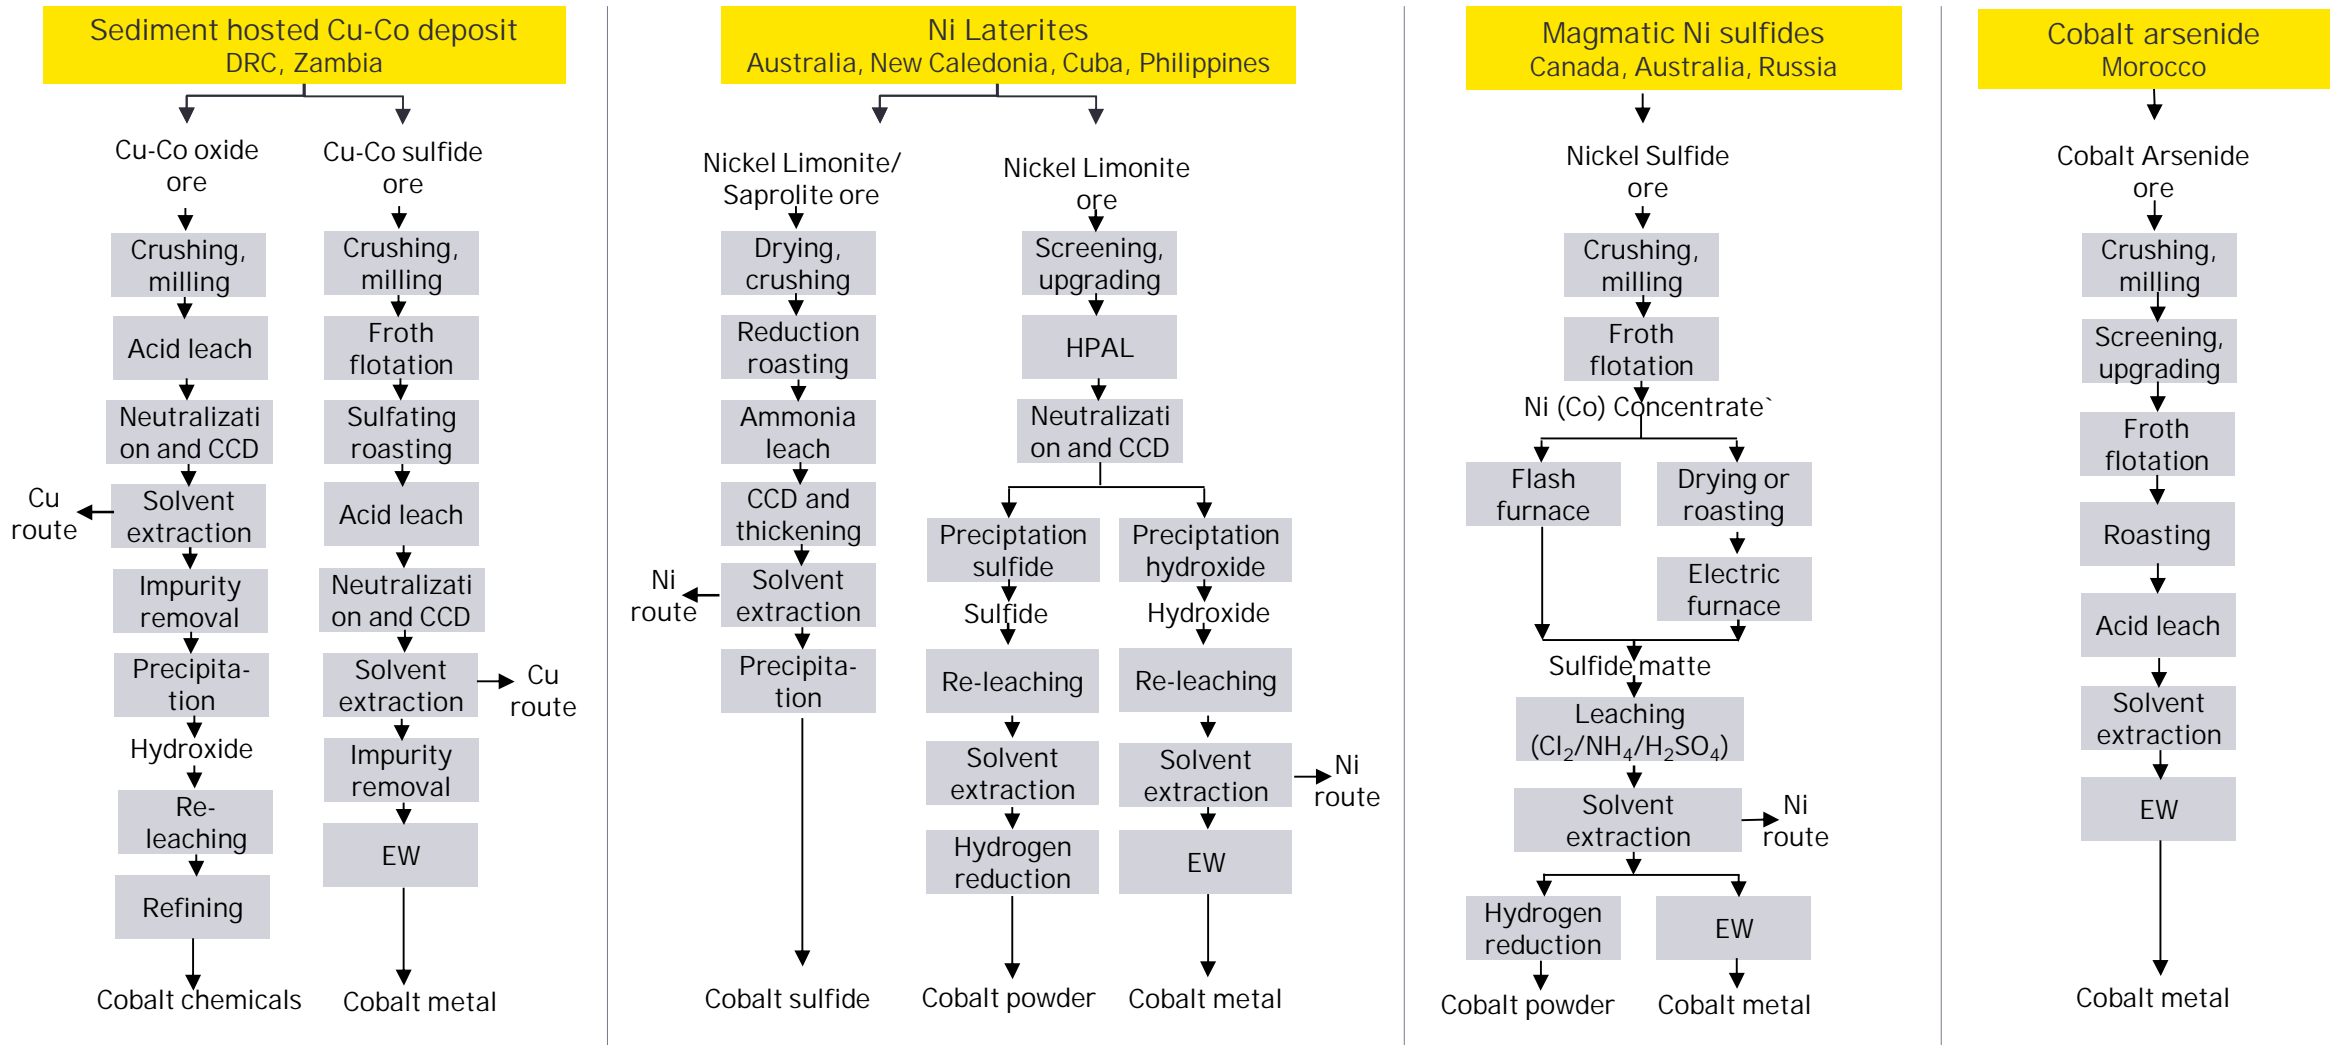 Sediment hosted Cu-Co deposit
DRC, Zambia
Cu-Co oxide
ore
Crushing,
milling
Acid leach
Neutralizati
on and CCD
Solvent
extraction
Cu
route
Impurity
removal
Precipita-
tion
Hydroxide
Re-
leaching
Refining
Cobalt chemicals
Cu-Co sulfide
ore
Crushing,
milling
Froth
flotation
Sulfating
roasting
Acid leach
Neutralizati
on and CCD
Solvent
extraction
Cu
route
Impurity
removal
EW
Cobalt metal
Ni Laterites
Australia, New Caledonia, Cuba, Philippines
Nickel Limonite/
Saprolite ore
Drying,
crushing
Reduction
roasting
Ammonia
leach
CCD and
thickening
Solvent
extraction
Ni
route
Precipita-
tion
Cobalt sulfide
Nickel Limonite
ore
Screening,
upgrading
HPAL
Neutralizati
on and CCD
Preciptation
sulfide
Sulfide
Re-leaching
Solvent
extraction
Hydrogen
reduction
Cobalt powder
Preciptation
hydroxide
Hydroxide
Re-leaching
Solvent
extraction
Ni
route
EW
Cobalt metal
Magmatic Ni sulfides
Canada, Australia, Russia
Nickel Sulfide
ore
Crushing,
milling
Froth
flotation
Ni (Co) Concentrate`
Flash
furnace
Drying or
roasting
Electric
furnace
Sulfide matte
Leaching
(Cl₂/NH₄/H₂SO₄)
Solvent
extraction
Ni
route
Hydrogen
reduction
Cobalt powder
EW
Cobalt metal
Cobalt arsenide
Morocco
Cobalt Arsenide
ore
Crushing,
milling
Screening,
upgrading
Froth
flotation
Roasting
Acid leach
Solvent
extraction
EW
Cobalt metal